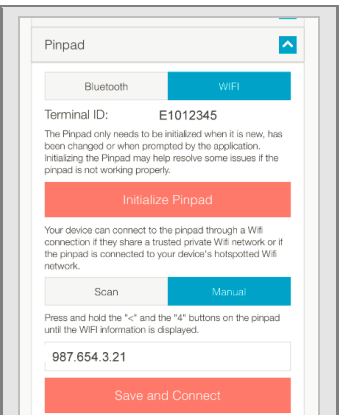 Pinpad
Bluetooth
WIFI
Terminal ID:
E1012345
The Pinpad only needs to be initialized when it is new, has
been changed or when prompted by the application.
Initializing the Pinpad may help resolve some issues if the
pinpad is not working properly.
Initialize Pinpad
Your device can connect to the pinpad through a Wifi
connection if they share a trusted private Wifi network or if
the pinpad is connected to your device's hotspotted Wifi
network.
Scan
Manual
Press and hold the "<" and the "4" buttons on the pinpad
until the WIFI information is displayed.
987.654.3.21
Save and Connect